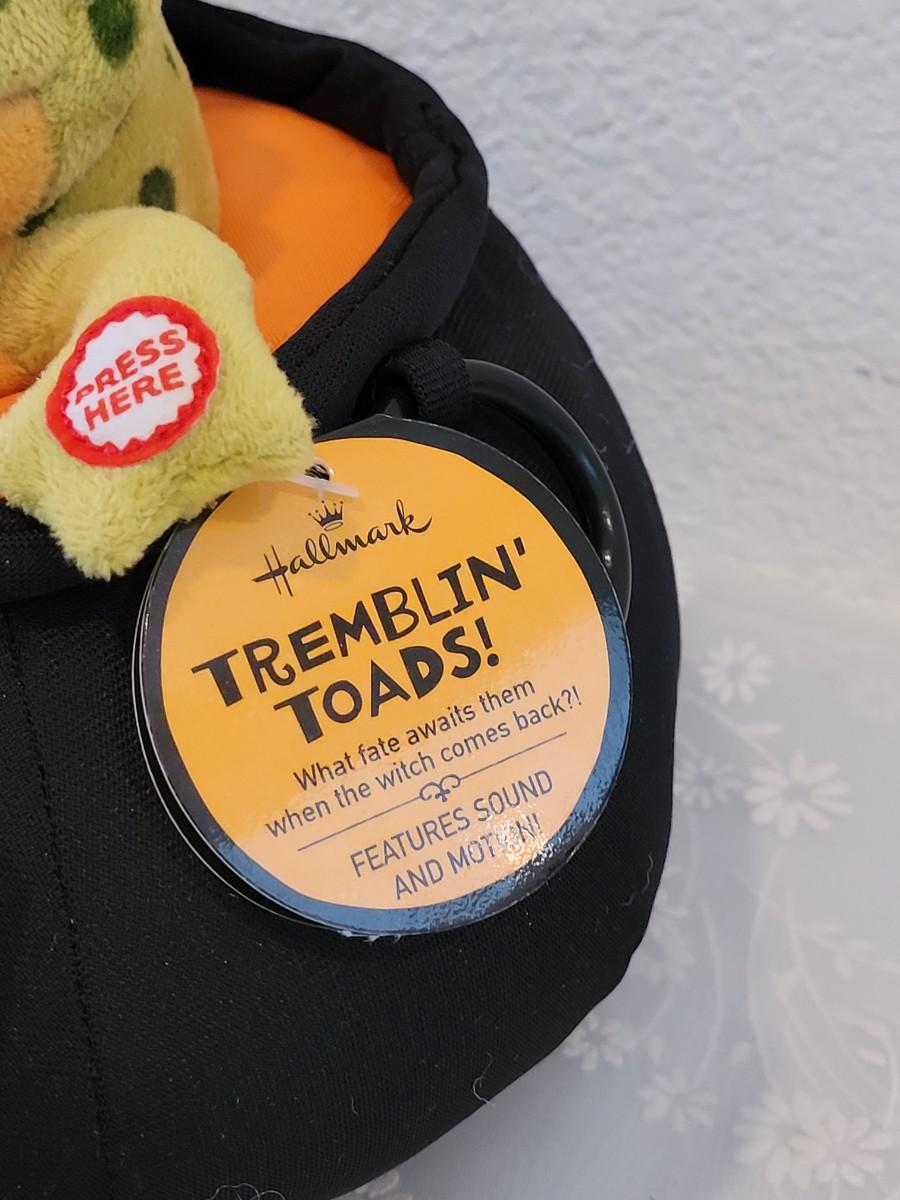 PRESS
HERE
Hallmark
TREMBLIN'
TOADS!
What fate awaits them
when the witch comes back?!
FEATURES SOUND
AND MOTION!